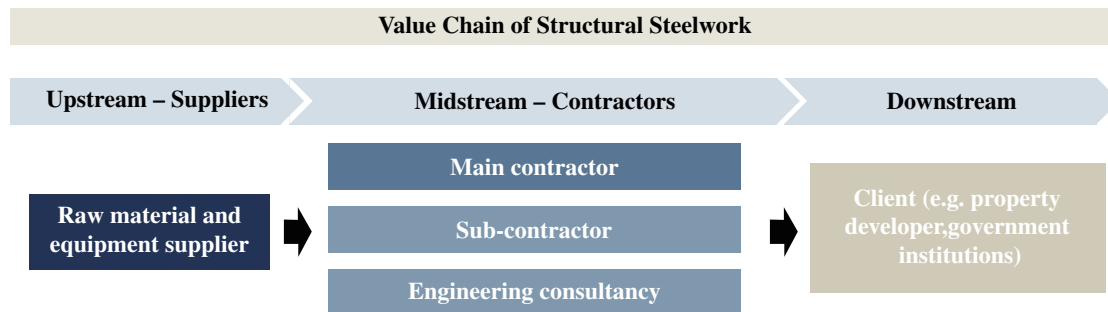 Value Chain of Structural Steelwork
Upstream – Suppliers
Midstream – Contractors
Downstream
Main contractor
Raw material and
equipment supplier
Sub-contractor
Engineering consultancy
Client (e.g. property
developer,government
institutions)